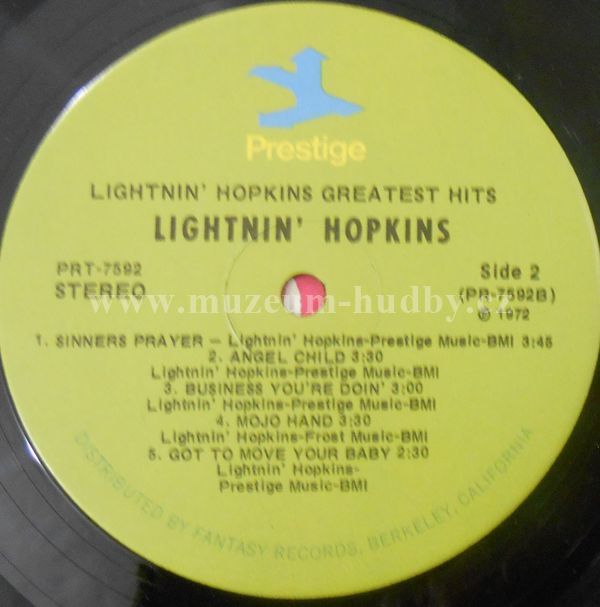 Prestige
LIGHTNIN' HOPKINS GREATEST HITS
LIGHTNIN' HOPKINS
PRT-7592
STEREO
Side 2
(PR-7592B)
℗ 1972
www.muzeum-hudby.cz
1. SINNERS PRAYER – Lightnin' Hopkins-Prestige Music-BMI 3:45
2. ANGEL CHILD 3:30
Lightnin' Hopkins-Prestige Music-BMI
3. BUSINESS YOU'RE DOIN' 3:00
Lightnin' Hopkins-Prestige Music-BMI
4. MOJO HAND 3:30
Lightnin' Hopkins-Frost Music-BMI
5. GOT TO MOVE YOUR BABY 2:30
Lightnin' Hopkins-
Prestige Music-BMI
DISTRIBUTED BY FANTASY RECORDS, BERKELEY, CALIFORNIA